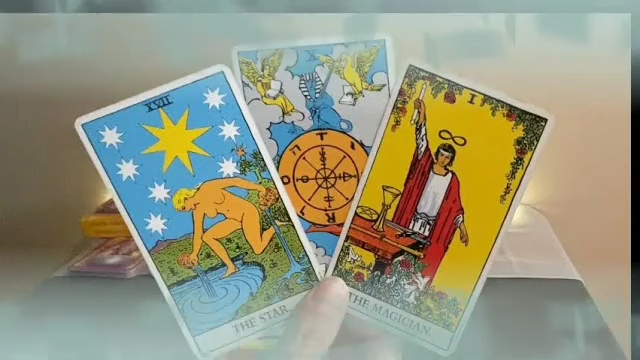 XVII
THE STAR.
X
T
O
R
I
THE MAGICIAN.